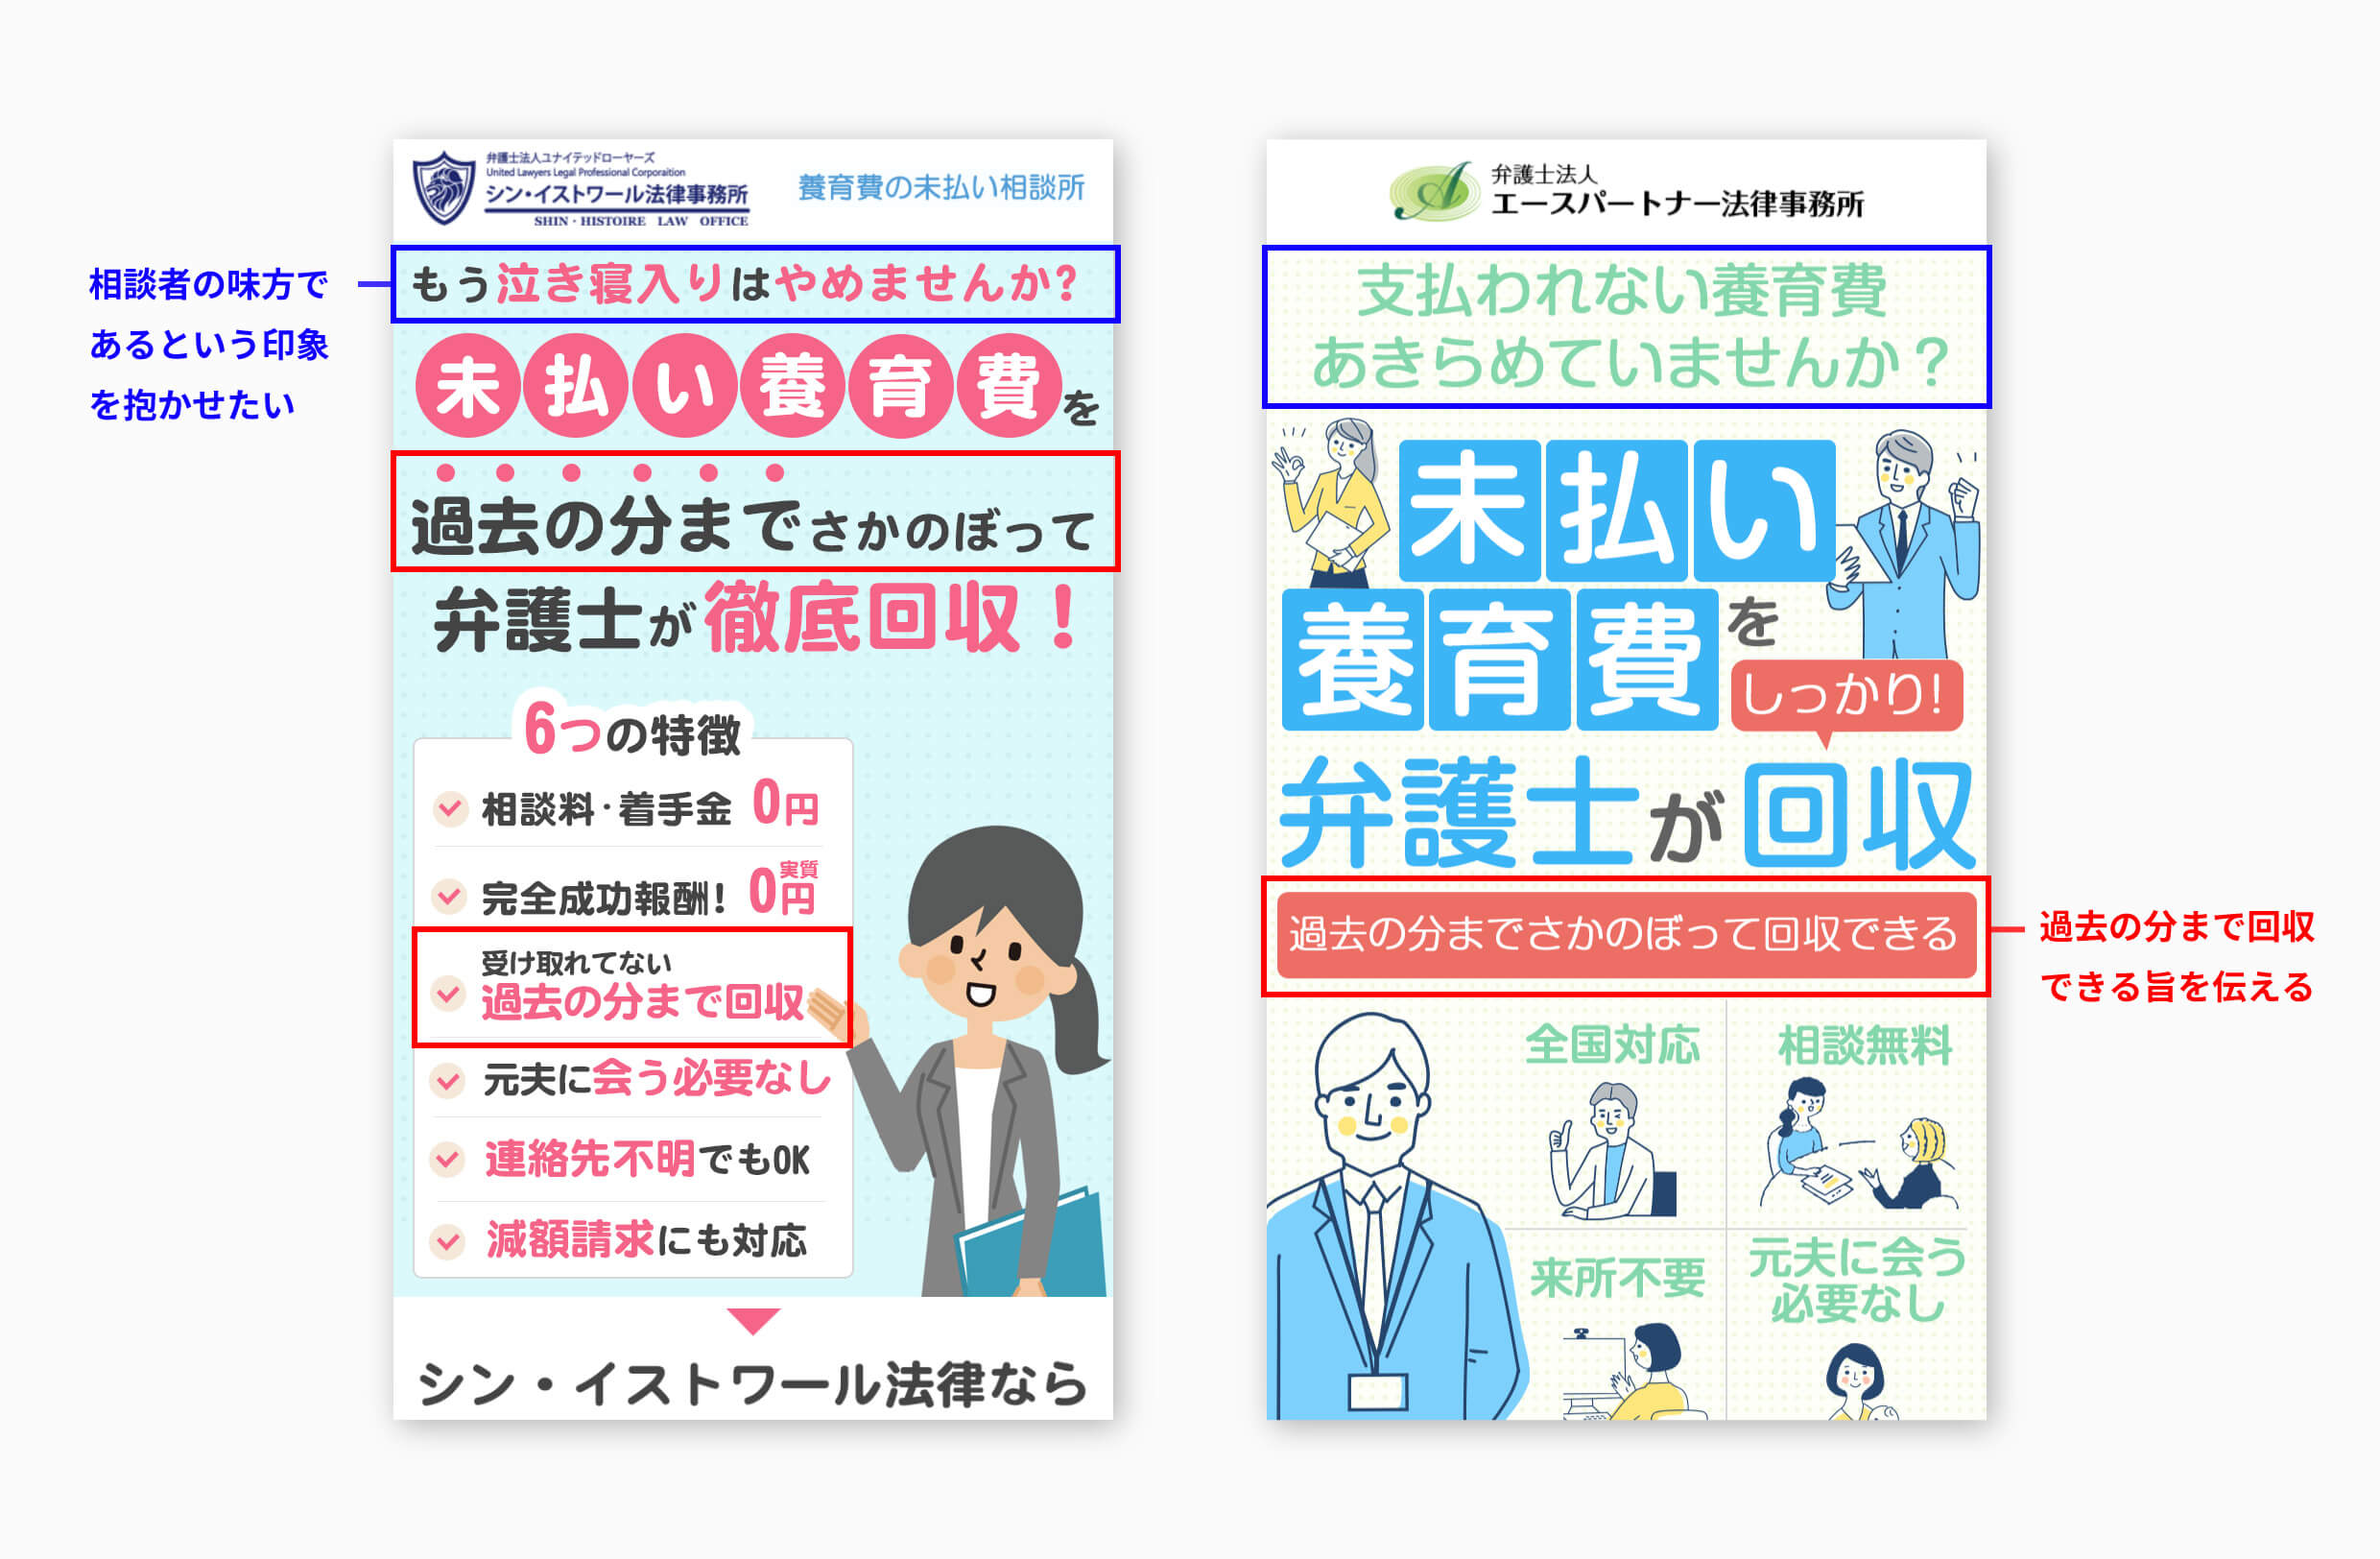 相談者の味方で
あるという印象
を抱かせたい
弁護士法人ユナイテッドローヤーズ
United Lawyers Legal Professional Corporaition
シン・イストワール法律事務所
SHIN・HISTOIRE LAW OFFICE
養育費の未払い相談所
もう泣き寝入りはやめませんか?
未払い養育費を
過去の分までさかのぼって
弁護士が徹底回収！
6つの特徴
相談料·着手金 0円
完全成功報酬! 実質0円
受け取れてない
過去の分まで回収
元夫に会う必要なし
連絡先不明でもOK
減額請求にも対応
シン・イストワール法律なら
弁護士法人
エースパートナー法律事務所
支払われない養育費
あきらめていませんか？
未払い
養育費を
しっかり!
弁護士が回収
過去の分までさかのぼって回収できる
全国対応
相談無料
来所不要
元夫に会う
必要なし
過去の分まで回収
できる旨を伝える